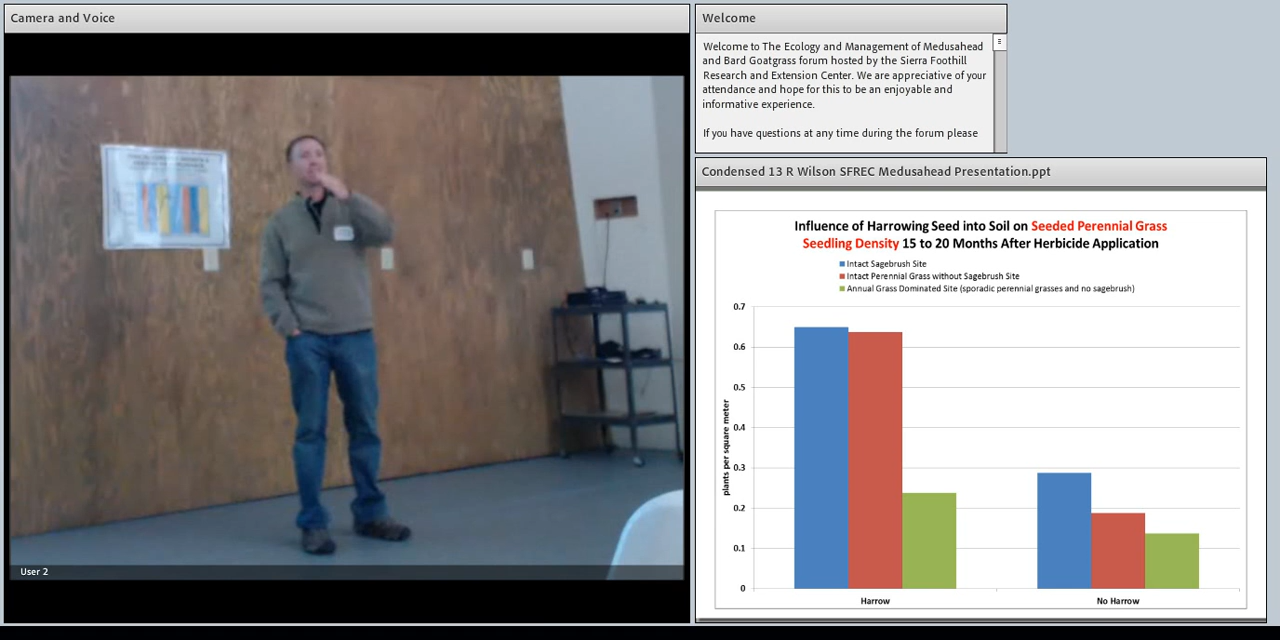 Camera and Voice
User 2
Welcome
Welcome to The Ecology and Management of Medusahead
and Bard Goatgrass forum hosted by the Sierra Foothill
Research and Extension Center. We are appreciative of your
attendance and hope for this to be an enjoyable and
informative experience.
If you have questions at any time during the forum please
Condensed 13 R Wilson SFREC Medusahead Presentation.ppt
Influence of Harrowing Seed into Soil on Seeded Perennial Grass
Seedling Density 15 to 20 Months After Herbicide Application
Intact Sagebrush Site
Intact Perennial Grass without Sagebrush Site
Annual Grass Dominated Site (sporadic perennial grasses and no sagebrush)
plants per square meter
0.7
0.6
0.5
0.4
0.3
0.2
0.1
0
Harrow
No Harrow